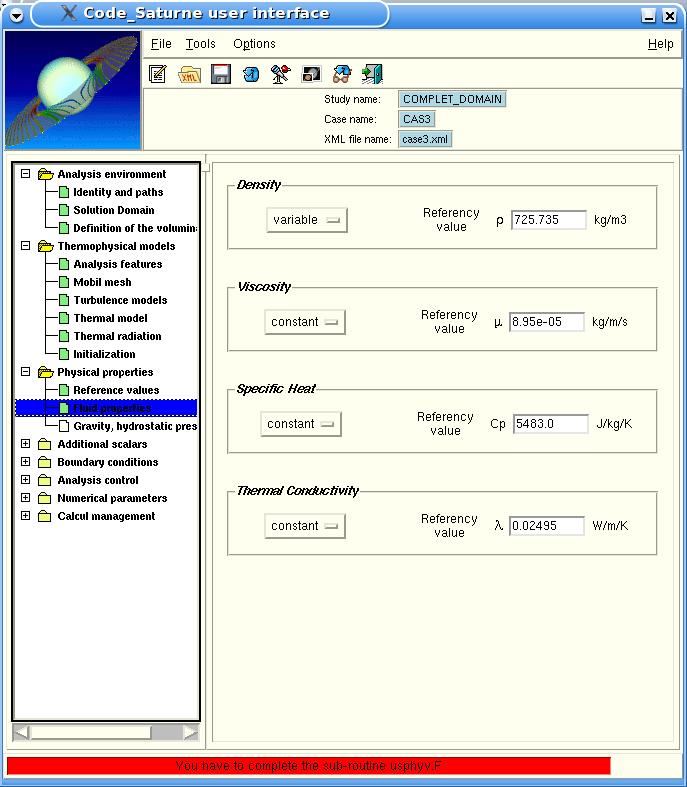 Code_Saturne user interface
File Tools Options Help
XML
Study name: COMPLET_DOMAIN
Case name: CAS3
XML file name: case3.xml
Analysis environment
Identity and paths
Solution Domain
Definition of the volumin
Thermophysical models
Analysis features
Mobil mesh
Turbulence models
Thermal model
Thermal radiation
Initialization
Physical properties
Reference values
Fluid properties
Gravity, hydrostatic pres
Additional scalars
Boundary conditions
Analysis control
Numerical parameters
Calcul management
Density
variable
Referency
value
ρ 725.735 kg/m3
Viscosity
constant
Referency
value
μ 8.95e-05 kg/m/s
Specific Heat
constant
Referency
value
Cp 5483.0 J/kg/K
Thermal Conductivity
constant
Referency
value
λ 0.02495 W/m/K
You have to complete the sub-routine usphyv.F